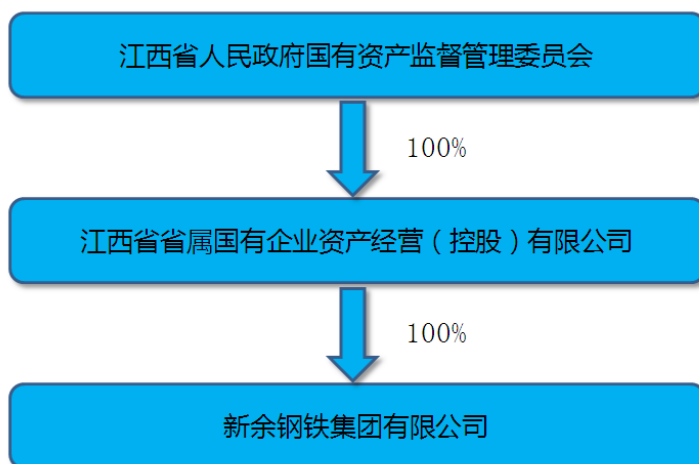 江西省人民政府国有资产监督管理委员会
100%
江西省省属国有企业资产经营（控股）有限公司
100%
新余钢铁集团有限公司